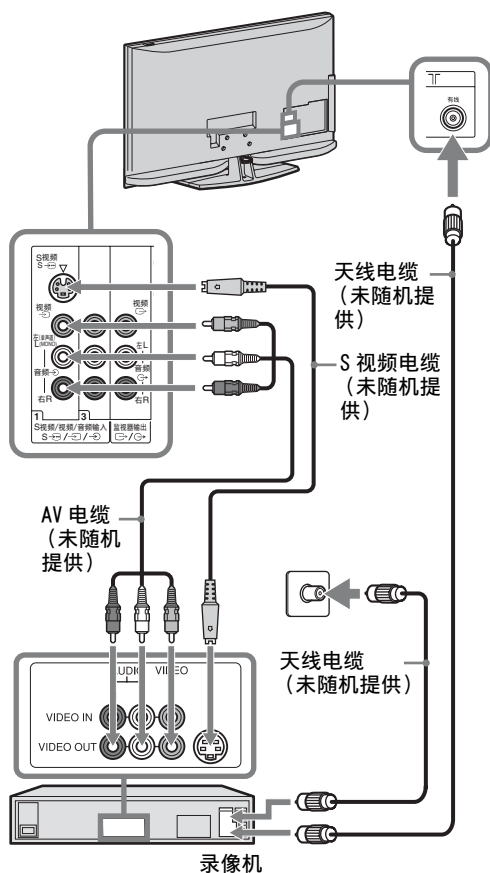 有线
S视频
S
视频
视频
左(单声道)
L(MONO)
左L
音频
音频
右R
右R
1
3
S视频/视频/音频输入
监视器输出
S / /
/
天线电缆
（未随机提
供）
S 视频电缆
（未随机提
供）
AV 电缆
（未随机
提供）
天线电缆
（未随机提供）
AUDIO VIDEO
VIDEO IN
VIDEO OUT
录像机